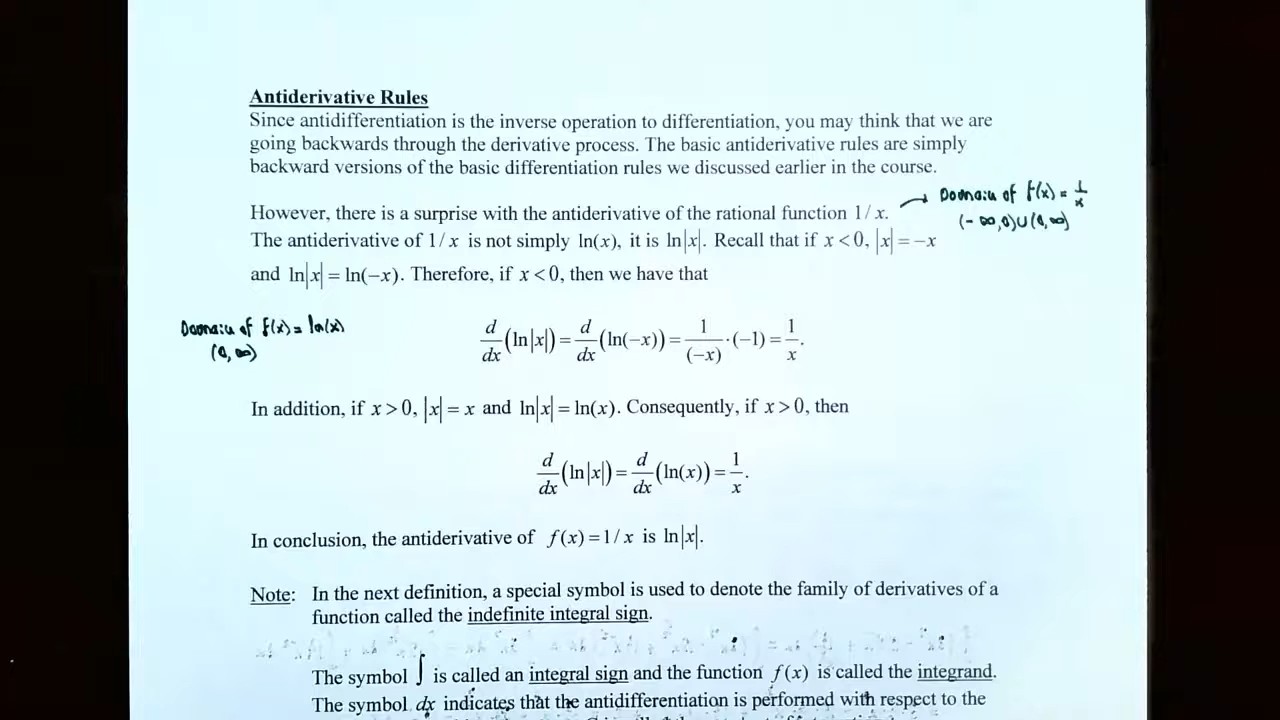 Antiderivative Rules
Since antidifferentiation is the inverse operation to differentiation, you may think that we are
going backwards through the derivative process. The basic antiderivative rules are simply
backward versions of the basic differentiation rules we discussed earlier in the course.
→ Domain of f(x) = 1/x
However, there is a surprise with the antiderivative of the rational function 1/x.
(-∞,0)∪(0,∞)
The antiderivative of 1/x is not simply ln(x), it is ln|x|. Recall that if x < 0, |x| = −x
and ln|x| = ln(−x). Therefore, if x < 0, then we have that
Domain of f(x) = ln(x)
(0,∞)
d/dx (ln|x|) = d/dx (ln(−x)) = 1/(−x) · (−1) = 1/x.
In addition, if x > 0, |x| = x and ln|x| = ln(x). Consequently, if x > 0, then
d/dx (ln|x|) = d/dx (ln(x)) = 1/x.
In conclusion, the antiderivative of f(x) = 1/x is ln|x|.
Note: In the next definition, a special symbol is used to denote the family of derivatives of a
function called the indefinite integral sign.
The symbol ∫ is called an integral sign and the function f(x) is called the integrand.
The symbol dx indicates that the antidifferentiation is performed with respect to the